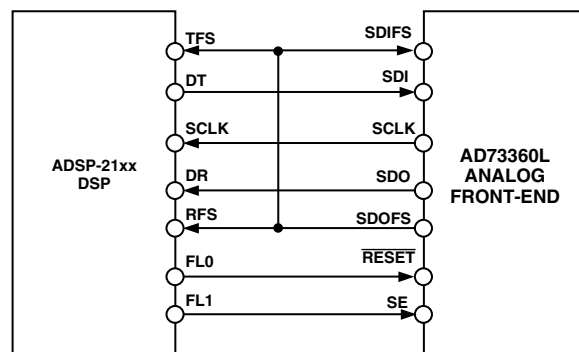 TFS SDIFS
DT SDI
SCLK SCLK
ADSP-21xx
DSP
DR SDO
AD73360L
ANALOG
FRONT-END
RFS SDOFS
FL0 RESET
FL1 SE